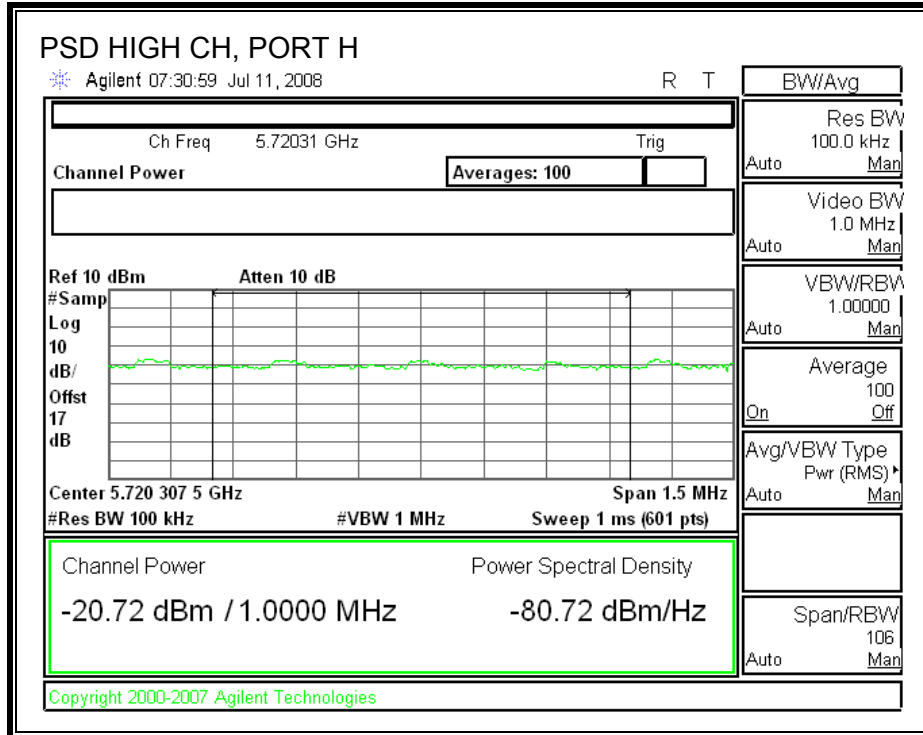 PSD HIGH CH, PORT H
Agilent 07:30:59 Jul 11, 2008 R T
Ch Freq 5.72031 GHz Trig
Channel Power Averages: 100
Ref 10 dBm Atten 10 dB
#Samp
Log
10
dB/
Offst
17
dB
Center 5.720 307 5 GHz Span 1.5 MHz
#Res BW 100 kHz #VBW 1 MHz Sweep 1 ms (601 pts)
Channel Power Power Spectral Density
-20.72 dBm / 1.0000 MHz -80.72 dBm/Hz
Copyright 2000-2007 Agilent Technologies
BW/Avg
Res BW
100.0 kHz
Auto Man
Video BW
1.0 MHz
Auto Man
VBW/RBW
1.00000
Auto Man
Average
100
On Off
Avg/VBW Type
Pwr (RMS)
Auto Man
Span/RBW
106
Auto Man